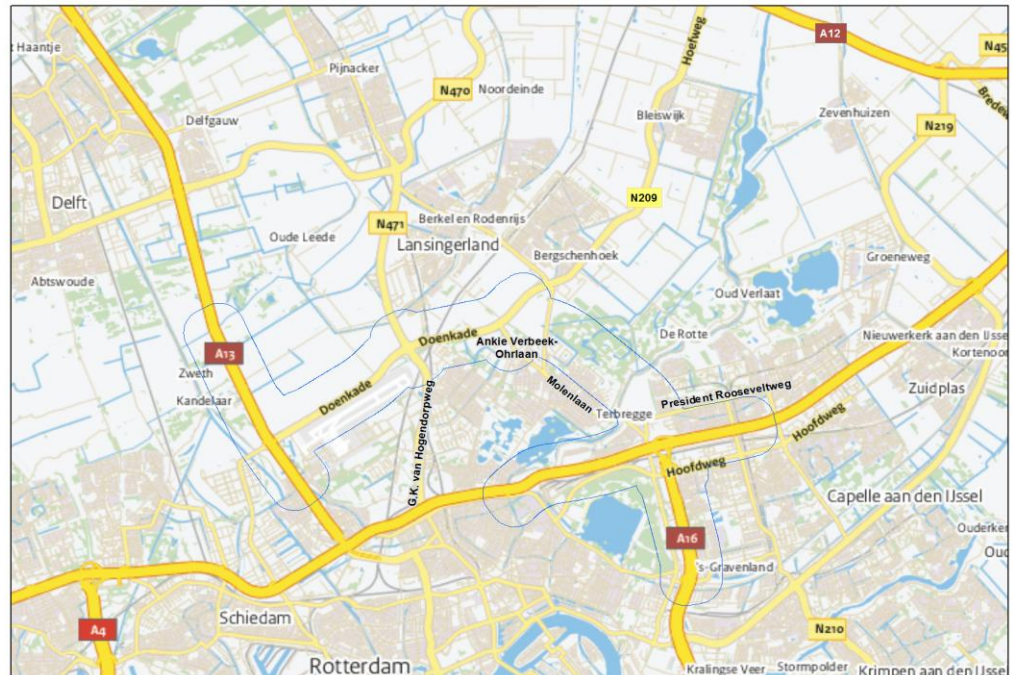 A12
N45
t Haantje
Pijnacker
Hoefweg
N470
Noordeinde
Bredew
Delfgauw
Bleiswijk
Zevenhuizen
N219
Delft
N209
N471
Berkel en Rodenrijs
Oude Leede
Lansingerland
Bergschenhoek
Groeneweg
Abtswoude
Oud Verlaat
Doenkade
De Rotte
Nieuwerkerk aan den IJsse
Ankie Verbeek-
Ohrlaan
A13
Kortenoor
Zweth
Molenlaan
President Rooseveltweg
Zuidplas
Kandelaar
Doenkade
Terbregge
G.K. van Hogendorpweg
Hoofdweg
Hoofdweg
Capelle aan den IJssel
Ouderker
A16
Oud
's-Gravenland
Schiedam
A4
N210
Rotterdam
Kralingse Veer
Stormpolder
Krimpen aan den IJssel